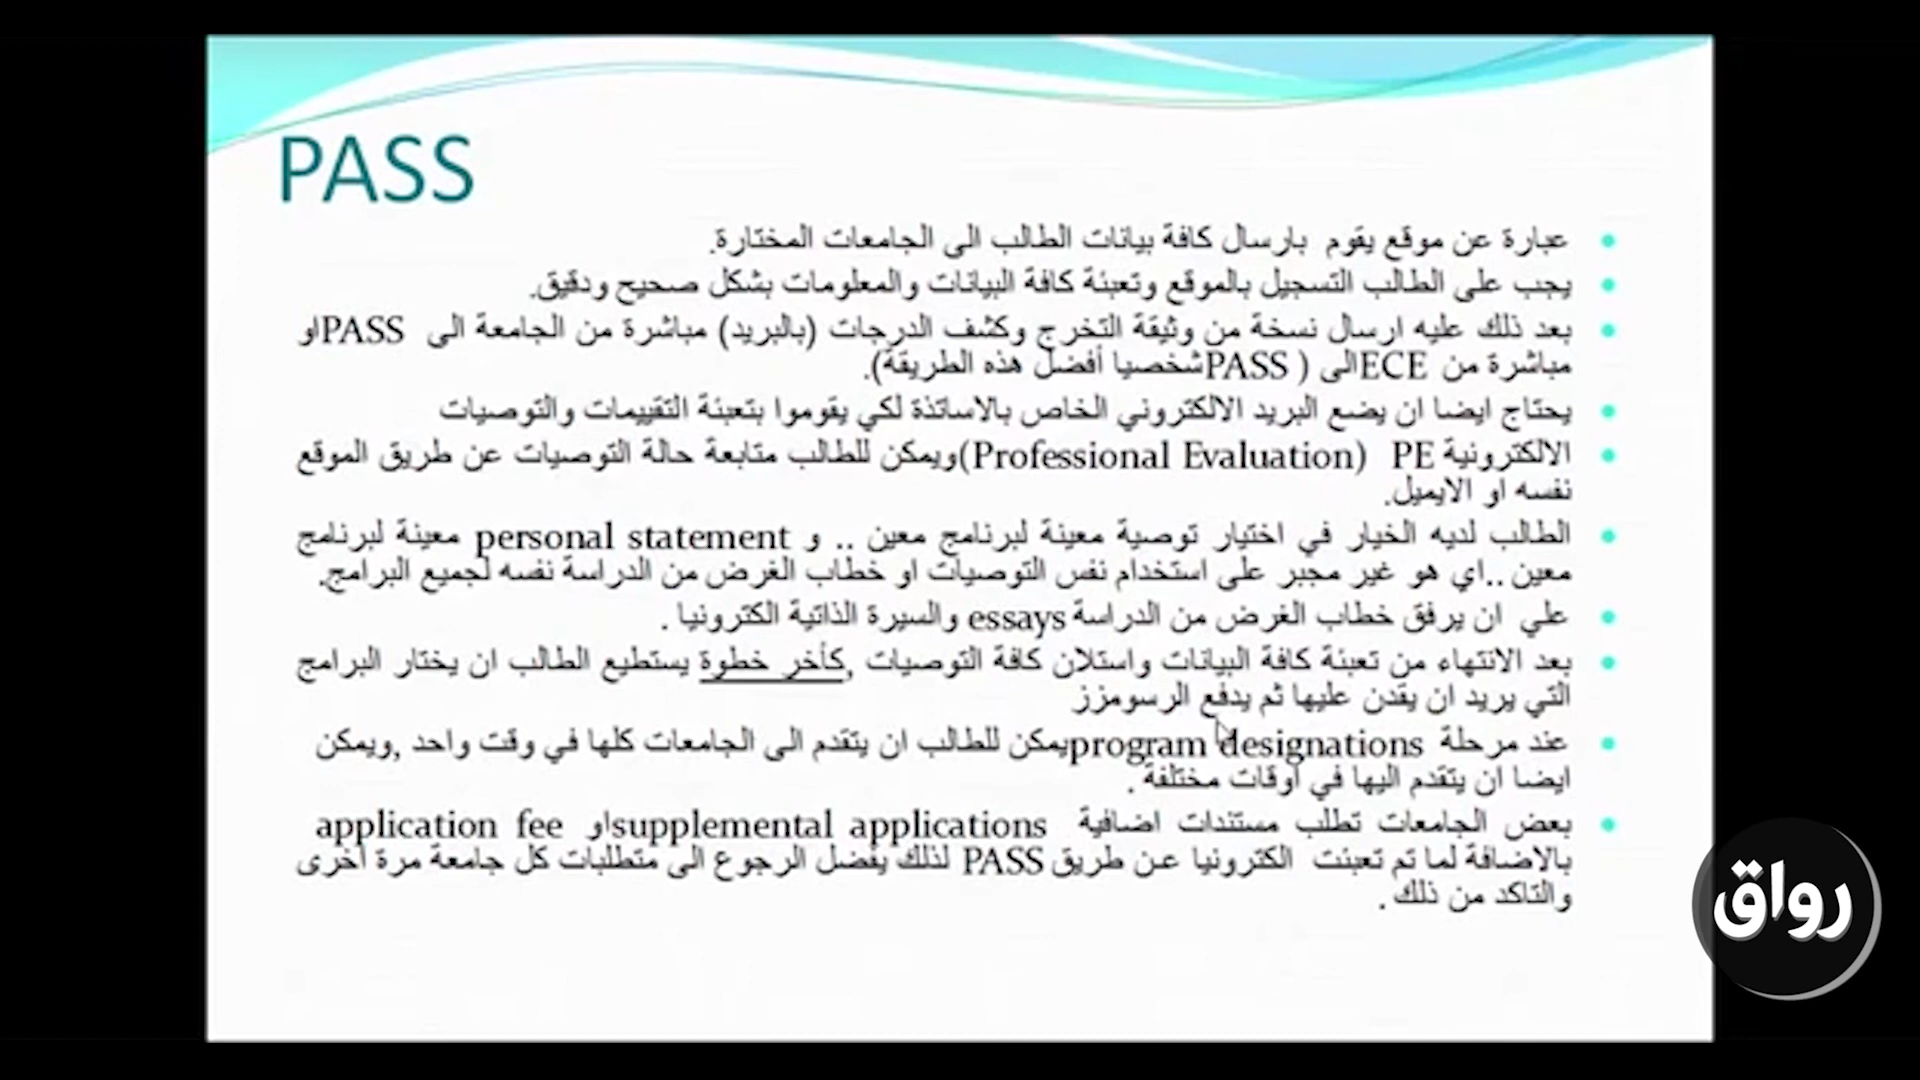 PASS
عبارة عن موقع يقوم بارسال كافة بيانات الطالب الى الجامعات المختارة.
يجب على الطالب التسجيل بالموقع وتعبئة كافة البيانات والمعلومات بشكل صحيح ودقيق.
بعد ذلك عليه ارسال نسخة من وثيقة التخرج وكشف الدرجات (بالبريد) مباشرة من الجامعة الى PASSاو
مباشرة من ECEالى PASS ) شخصيا أفضل هذه الطريقة).
يحتاج ايضا ان يضع البريد الالكتروني الخاص بالاساتذة لكي يقوموا بتعبئة التقييمات والتوصيات
الالكترونية PE (Professional Evaluation)ويمكن للطالب متابعة حالة التوصيات عن طريق الموقع
نفسه او الايميل.
الطالب لديه الخيار في اختيار توصية معينة لبرنامج معين .. و personal statement معينة لبرنامج
معين ..اي هو غير مجبر على استخدام نفس التوصيات او خطاب الغرض من الدراسة نفسه لجميع البرامج.
علي ان يرفق خطاب الغرض من الدراسة essays والسيرة الذاتية الكترونيا .
بعد الانتهاء من تعبئة كافة البيانات واستلان كافة التوصيات ,كأخر خطوة يستطيع الطالب ان يختار البرامج
التي يريد ان يقدن عليها ثم يدفع الرسومزز
عند مرحلة program designationsيمكن للطالب ان يتقدم الى الجامعات كلها في وقت واحد ,ويمكن
ايضا ان يتقدم اليها في اوقات مختلفة .
بعض الجامعات تطلب مستندات اضافية supplemental applicationsاو application fee
بالاضافة لما تم تعبئت الكترونيا عن طريق PASS لذلك يفضل الرجوع الى متطلبات كل جامعة مرة اخرى
والتاكد من ذلك .
رواق